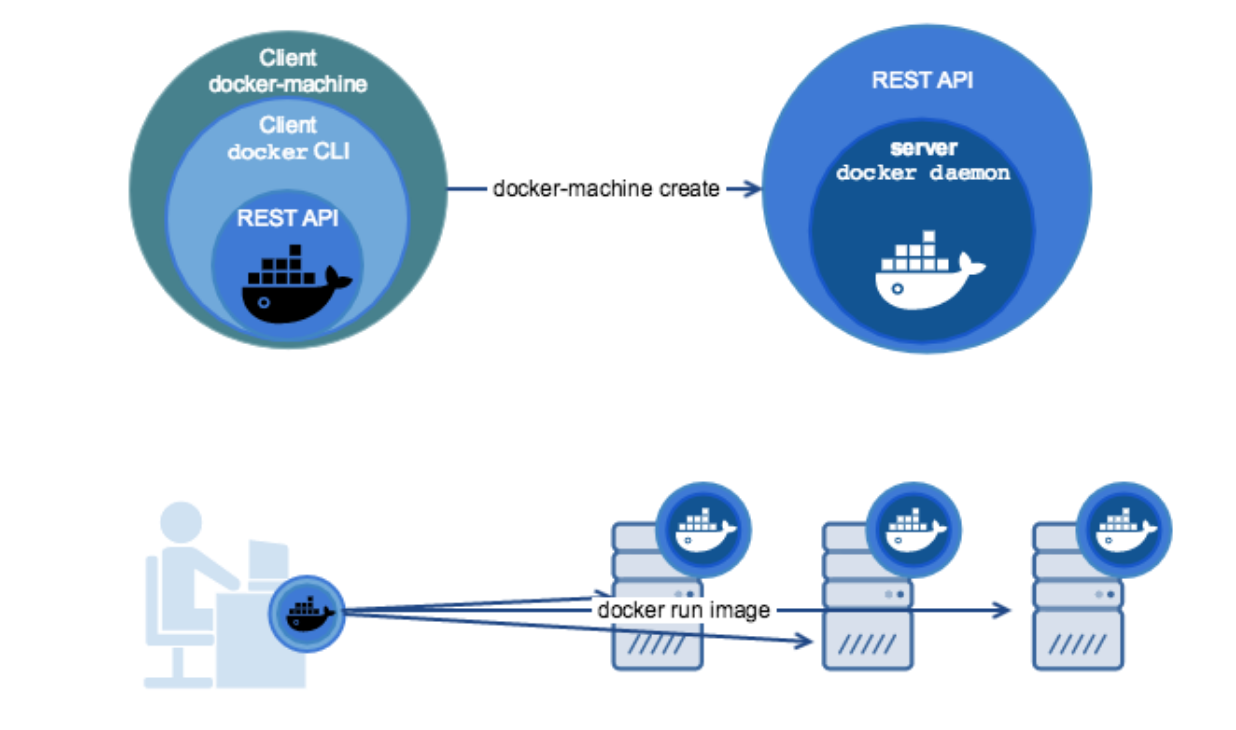 Client
docker-machine
Client
docker CLI
REST API
docker-machine create
REST API
server
docker daemon
docker run image